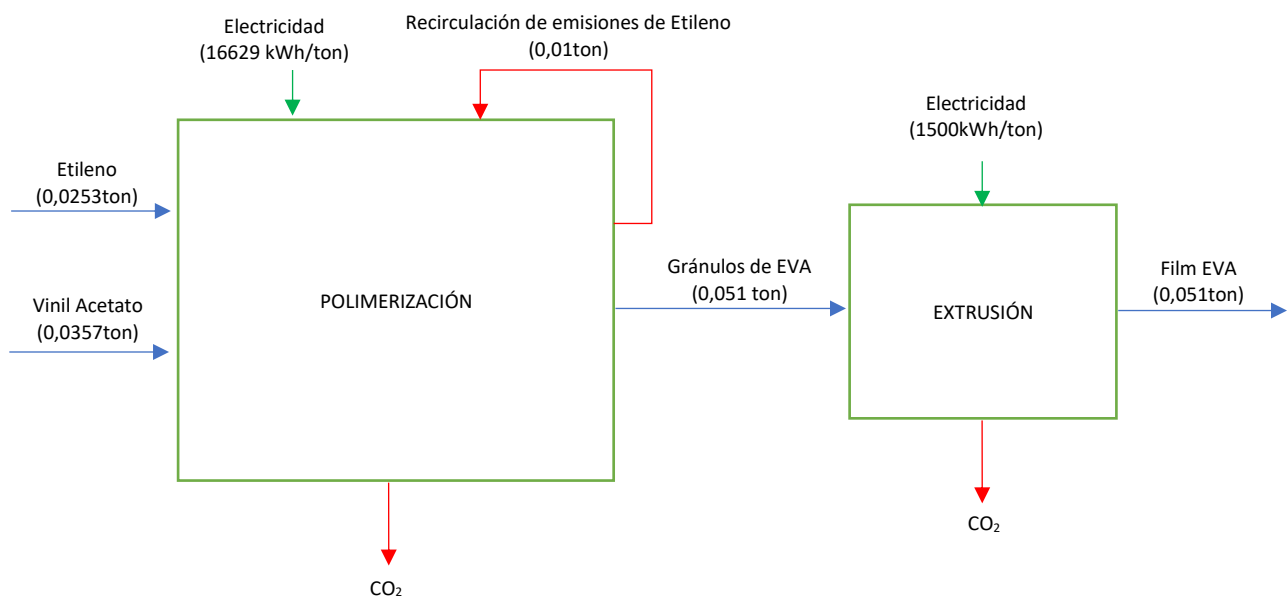 Electricidad
(16629 kWh/ton)
Recirculación de emisiones de Etileno
(0,01ton)
Electricidad
(1500kWh/ton)
Etileno
(0,0253ton)
Vinil Acetato
(0,0357ton)
POLIMERIZACIÓN
Gránulos de EVA
(0,051 ton)
EXTRUSIÓN
Film EVA
(0,051ton)
CO₂
CO₂